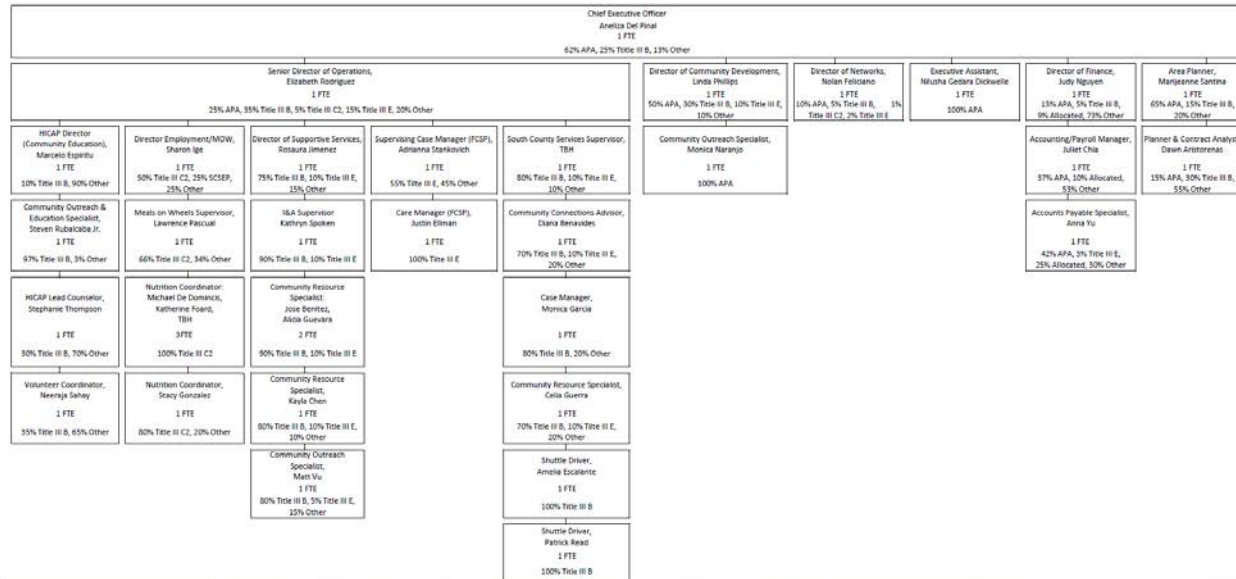 Chief Executive Officer
Aneliza Del Pinal
1 FTE
62% APA, 25% Ttitle III B, 13% Other
Senior Director of Operations,
Elizabeth Rodriguez
1 FTE
25% APA, 35% Title III B, 5% Title III C2, 15% Title III E, 20% Other
Director of Community Development,
Linda Phillips
1 FTE
50% APA, 30% Title III B, 10% Title III E,
10% Other
Director of Networks,
Nolan Feliciano
1 FTE
10% APA, 5% Title III B, 1%
Title III C2, 2% Title III E
Executive Assistant,
Nilusha Gedara Dickwelle
1 FTE
100% APA
Director of Finance,
Judy Nguyen
1 FTE
13% APA, 5% Title III B,
9% Allocated, 73% Other
Area Planner,
Marijeanne Santina
1 FTE
65% APA, 15% Title III B,
20% Other
HICAP Director
(Community Education),
Marcelo Espiritu
1 FTE
10% Title III B, 90% Other
Director Employment/MOW,
Sharon Ige
1 FTE
50% Title III C2, 25% SCSEP,
25% Other
Director of Supportive Services,
Rosaura Jimenez
1 FTE
75% Title III B, 10% Title III E,
15% Other
Supervising Case Manager (FCSP),
Adrianna Stankovich
1 FTE
55% Title III E, 45% Other
South County Services Supervisor,
TBH
1 FTE
80% Title III B, 10% Title III E,
10% Other
Community Outreach Specialist,
Monica Naranjo
1 FTE
100% APA
Accounting/Payroll Manager,
Juliet Chia
1 FTE
37% APA, 10% Allocated,
53% Other
Planner & Contract Analyst
Dawn Aristorenas
1 FTE
15% APA, 30% Title III B,
55% Other
Community Outreach &
Education Specialist,
Steven Rubalcaba Jr.
1 FTE
97% Title III B, 3% Other
Meals on Wheels Supervisor,
Lawrence Pascual
1 FTE
66% Title III C2, 34% Other
I&A Supervisor
Kathryn Spoken
1 FTE
90% Title III B, 10% Title III E
Care Manager (FCSP),
Justin Ellman
1 FTE
100% Title III E
Community Connections Advisor,
Diana Benavides
1 FTE
70% Title III B, 10% Title III E,
20% Other
Accounts Payable Specialist,
Anna Yu
1 FTE
42% APA, 3% Title III E,
25% Allocated, 30% Other
HICAP Lead Counselor,
Stephanie Thompson
1 FTE
30% Title III B, 70% Other
Nutrition Coordinator:
Michael De Domincis,
Katherine Foard,
TBH
3FTE
100% Title III C2
Community Resource
Specialist:
Jose Benitez,
Alicia Guevara
2 FTE
90% Title III B, 10% Title III E
Case Manager,
Monica Garcia
1 FTE
80% Title III B, 20% Other
Volunteer Coordinator,
Neeraja Sahay
1 FTE
35% Title III B, 65% Other
Nutrition Coordinator,
Stacy Gonzalez
1 FTE
80% Title III C2, 20% Other
Community Resource
Specialist,
Kayla Chen
1 FTE
80% Title III B, 10% Title III E,
10% Other
Community Resource Specialist,
Celia Guerra
1 FTE
70% Title III B, 10% Title III E,
20% Other
Community Outreach
Specialist,
Matt Vu
1 FTE
80% Title III B, 5% Title III E,
15% Other
Shuttle Driver,
Amelia Escalante
1 FTE
100% Title III B
Shuttle Driver,
Patrick Read
1 FTE
100% Title III B